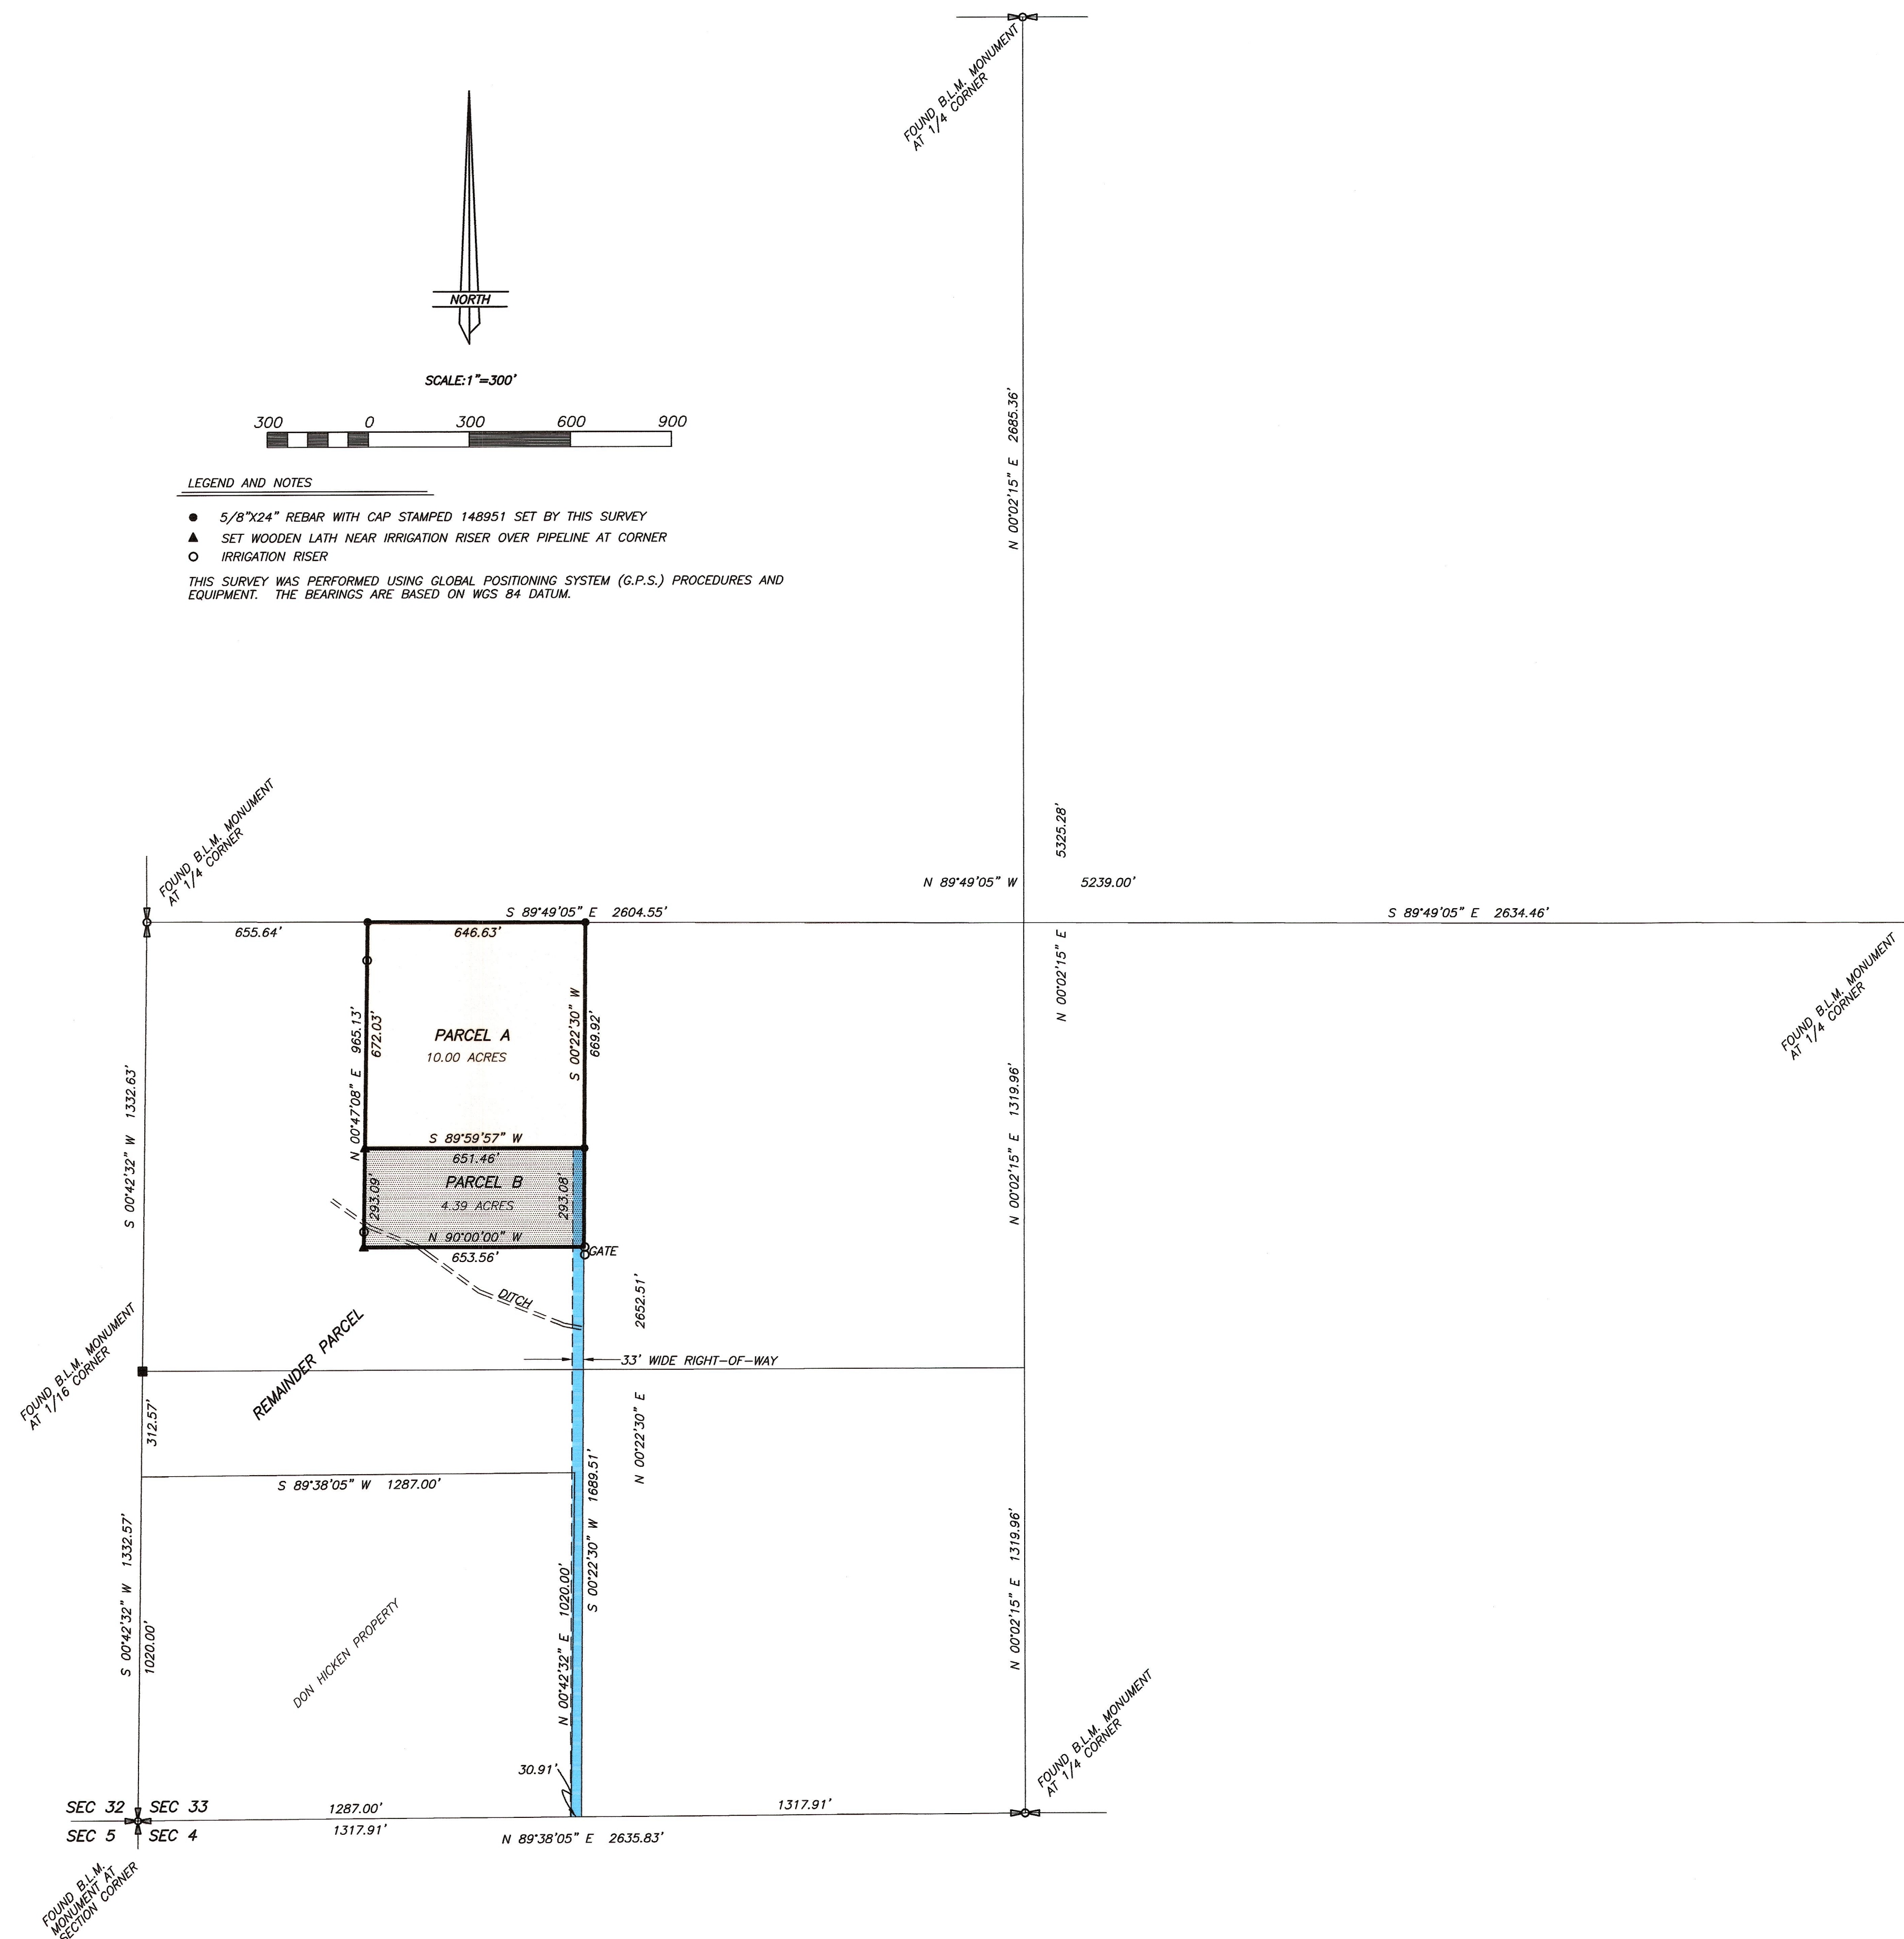 FOUND B.L.M. MONUMENT
AT 1/4 CORNER
NORTH
SCALE:1"=300'
300 0 300 600 900
N 00°02'15" E 2685.36'
LEGEND AND NOTES
5/8"X24" REBAR WITH CAP STAMPED 148951 SET BY THIS SURVEY
SET WOODEN LATH NEAR IRRIGATION RISER OVER PIPELINE AT CORNER
IRRIGATION RISER
THIS SURVEY WAS PERFORMED USING GLOBAL POSITIONING SYSTEM (G.P.S.) PROCEDURES AND
EQUIPMENT. THE BEARINGS ARE BASED ON WGS 84 DATUM.
FOUND B.L.M. MONUMENT
AT 1/4 CORNER
N 00°02'15" E 5325.28'
N 89°49'05" W 5239.00'
S 89°49'05" E 2604.55'
S 89°49'05" E 2634.46'
655.64'
646.63'
FOUND B.L.M. MONUMENT
AT 1/4 CORNER
N 00°47'08" E 965.13'
672.03'
PARCEL A
10.00 ACRES
S 00°22'30" W
669.92'
S 00°42'32" W 1332.63'
N 00°02'15" E 1319.96'
S 89°59'57" W
651.46'
PARCEL B
4.39 ACRES
293.09'
293.08'
N 90°00'00" W
653.56'
GATE
DITCH
N 00°22'30" E 2652.51'
REMAINDER PARCEL
33' WIDE RIGHT-OF-WAY
FOUND B.L.M. MONUMENT
AT 1/16 CORNER
312.57'
S 89°38'05" W 1287.00'
S 00°22'30" W 1689.51'
S 00°42'32" W 1332.57'
1020.00'
DON HICKEN PROPERTY
N 00°42'32" E 1020.00'
N 00°02'15" E 1319.96'
FOUND B.L.M. MONUMENT
AT 1/4 CORNER
30.91'
SEC 32 SEC 33
1287.00'
1317.91'
SEC 5 SEC 4
1317.91'
N 89°38'05" E 2635.83'
FOUND B.L.M.
MONUMENT AT
SECTION CORNER